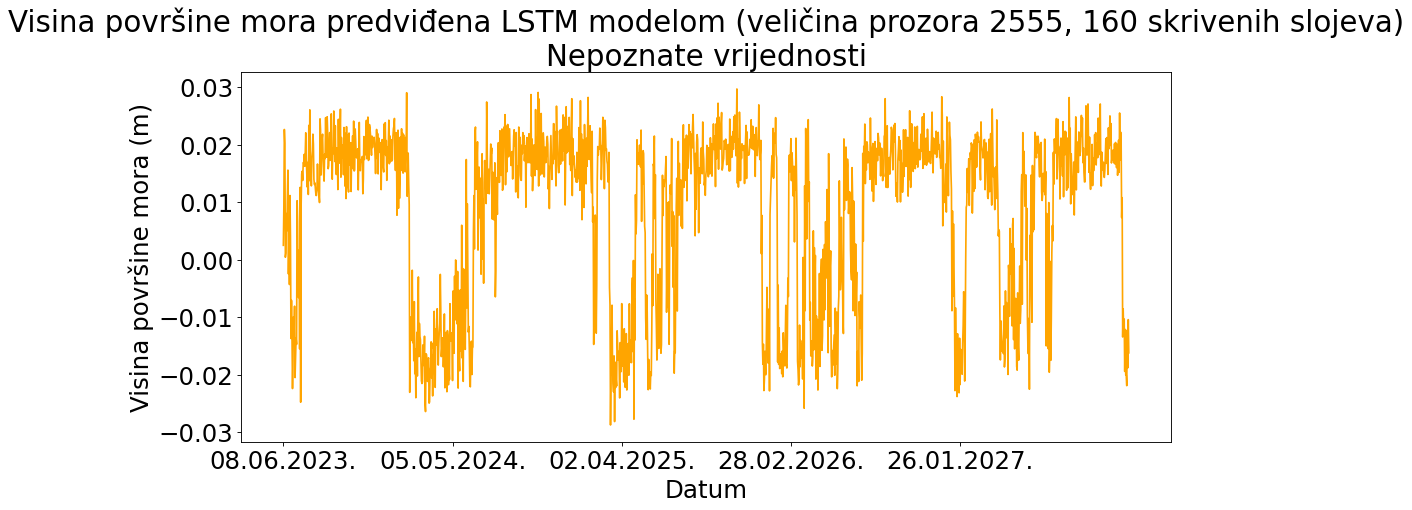 Visina površine mora predviđena LSTM modelom (veličina prozora 2555, 160 skrivenih slojeva)
Nepoznate vrijednosti
Visina površine mora (m)
0.03
0.02
0.01
0.00
−0.01
−0.02
−0.03
08.06.2023. 05.05.2024. 02.04.2025. 28.02.2026. 26.01.2027.
Datum